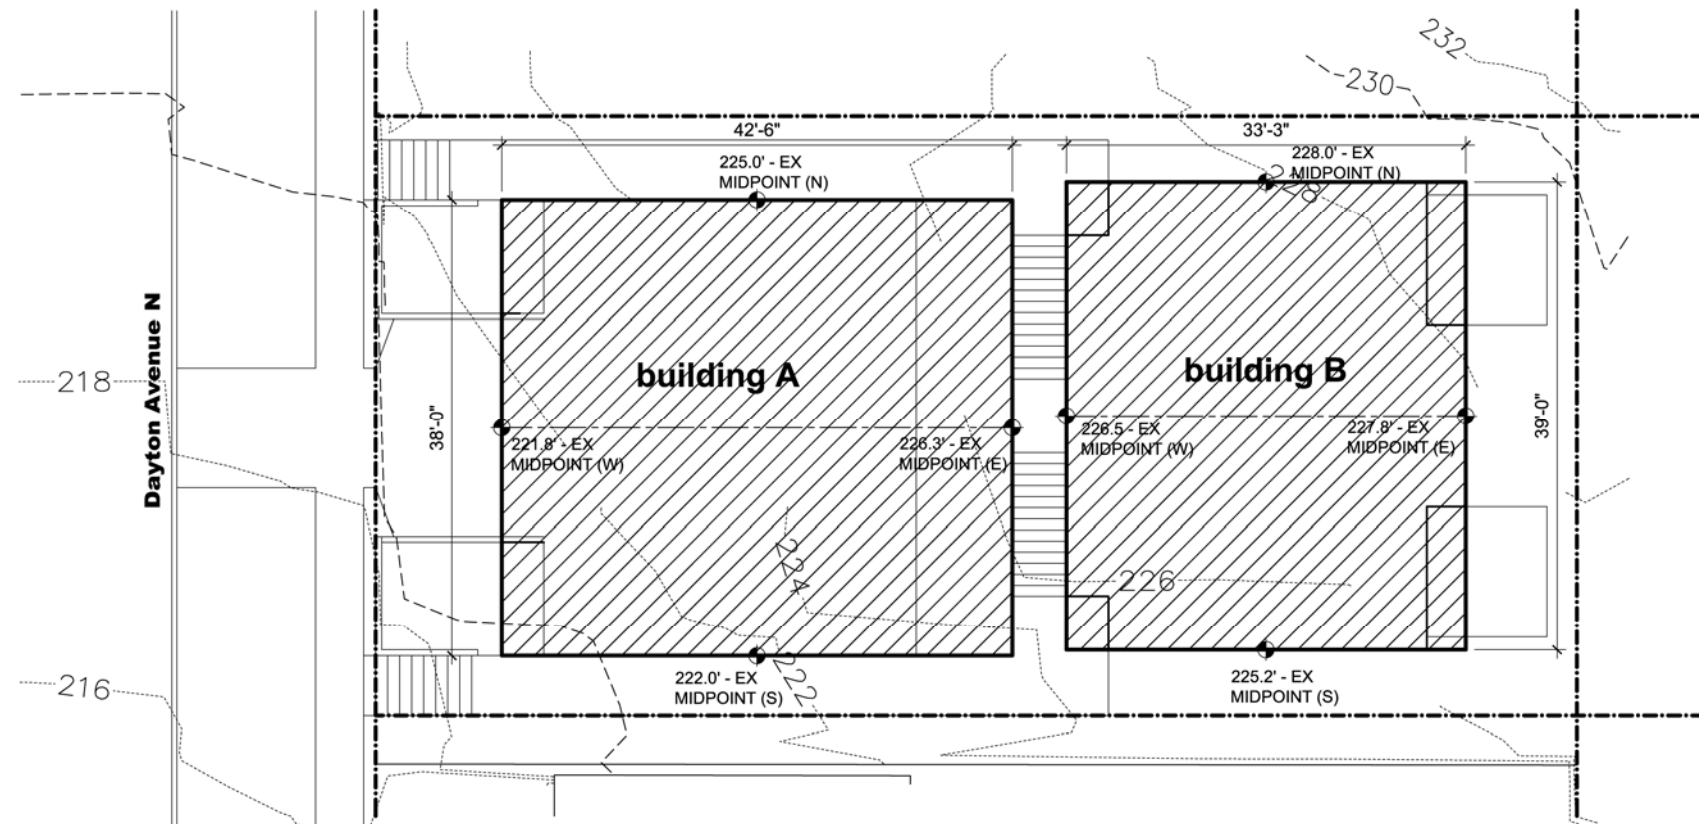 232
230
42'-6"
33'-3"
225.0' - EX
MIDPOINT (N)
228.0' - EX
MIDPOINT (N)
228
Dayton Avenue N
218
building A
building B
38'-0"
39'-0"
221.8' - EX
MIDPOINT (W)
226.3' - EX
MIDPOINT (E)
226.5 - EX
MIDPOINT (W)
227.8' - EX
MIDPOINT (E)
224
226
222
216
222.0' - EX
MIDPOINT (S)
225.2' - EX
MIDPOINT (S)